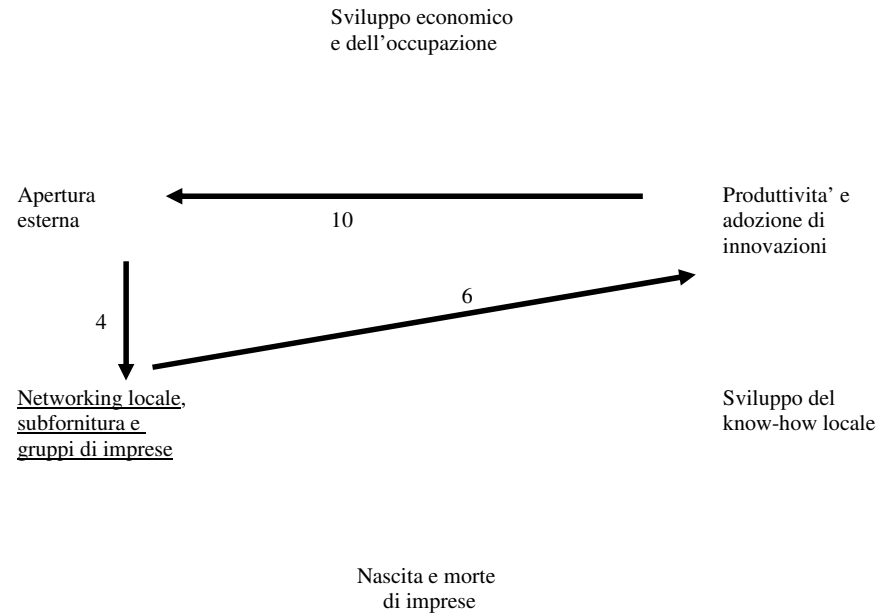 Sviluppo economico
e dell’occupazione
Apertura
esterna
10
Produttivita’ e
adozione di
innovazioni
6
4
Networking locale,
subfornitura e
gruppi di imprese
Sviluppo del
know-how locale
Nascita e morte
di imprese